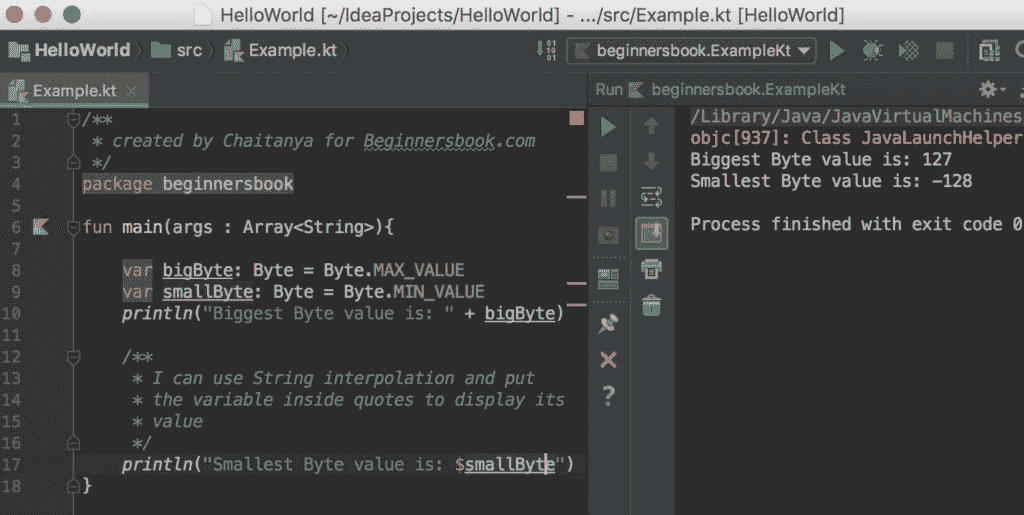 HelloWorld [~/IdeaProjects/HelloWorld] - .../src/Example.kt [HelloWorld]
HelloWorld src Example.kt beginnersbook.ExampleKt
Example.kt
Run beginnersbook.ExampleKt
1 /**
2 * created by Chaitanya for Beginnersbook.com
3 */
4 package beginnersbook
5
6 fun main(args : Array<String>){
7
8 var bigByte: Byte = Byte.MAX_VALUE
9 var smallByte: Byte = Byte.MIN_VALUE
10 println("Biggest Byte value is: " + bigByte)
11
12 /**
13 * I can use String interpolation and put
14 * the variable inside quotes to display its
15 * value
16 */
17 println("Smallest Byte value is: $smallByte")
18 }
/Library/Java/JavaVirtualMachines
objc[937]: Class JavaLaunchHelper
Biggest Byte value is: 127
Smallest Byte value is: -128
Process finished with exit code 0